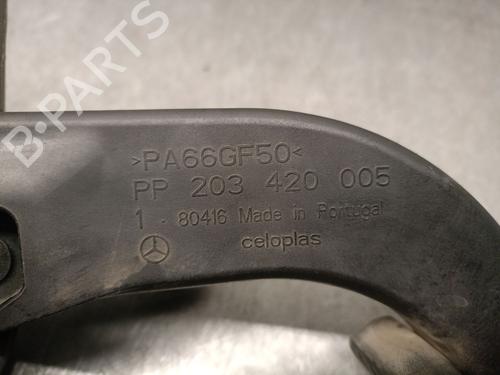 B-PARTS
>PA66GF50<
PP 203 420 005
1 - 80416 Made in Portugal
celoplas